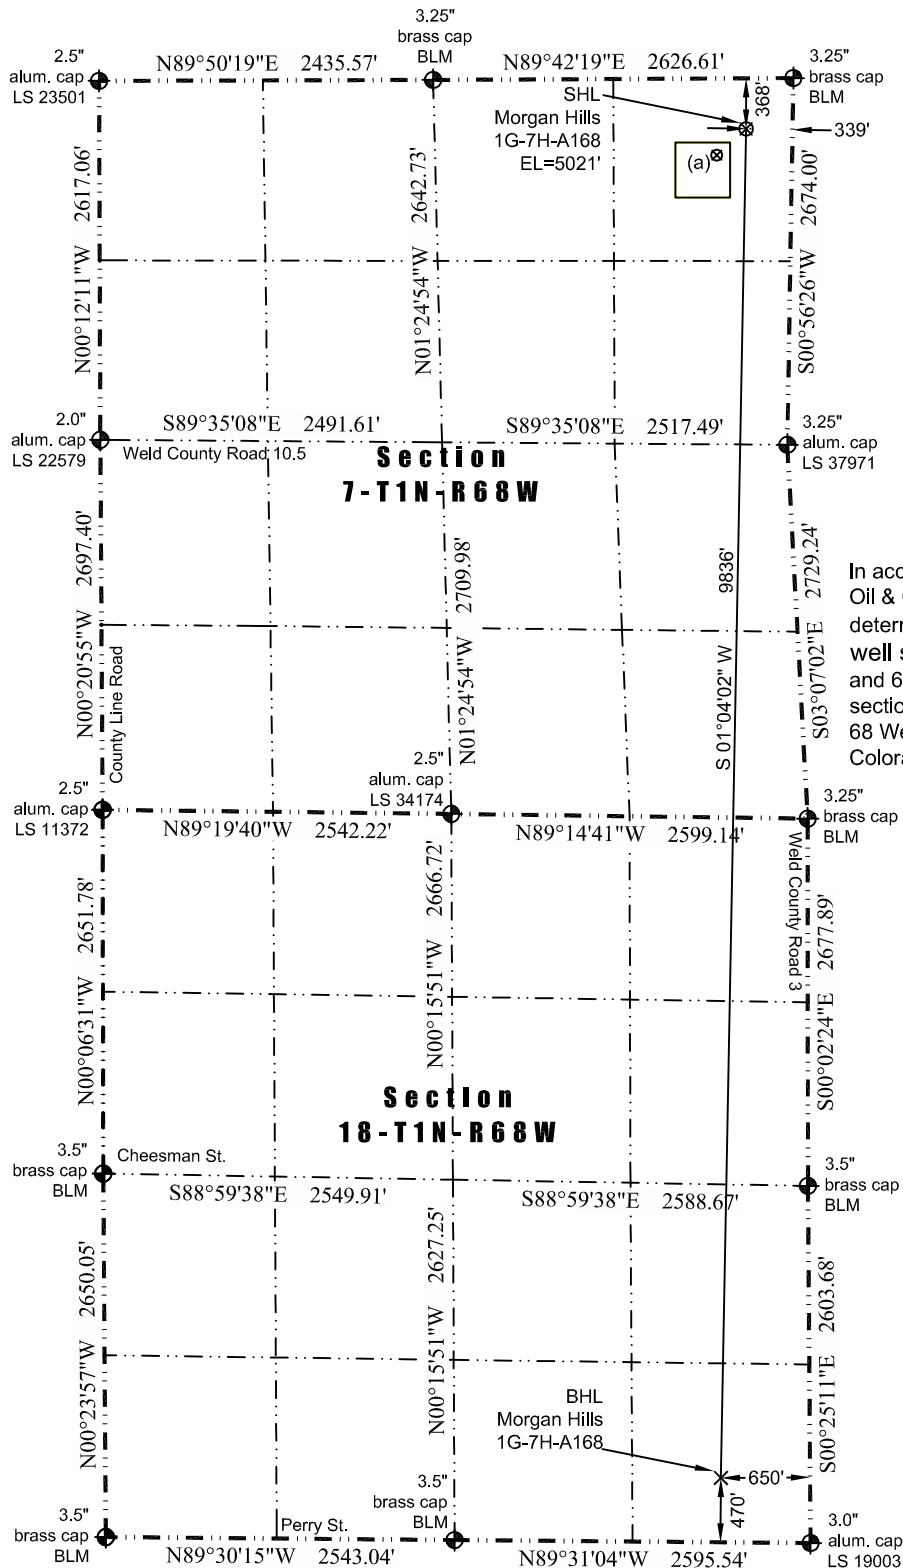 3.25"
brass cap
BLM
2.5"
alum. cap
LS 23501
N89°50'19"E 2435.57'
N89°42'19"E 2626.61'
3.25"
brass cap
BLM
SHL
Morgan Hills
1G-7H-A168
EL=5021'
368'
339'
(a)
2617.06'
N00°12'11"W
2642.73'
N01°24'54"W
2674.00'
S00°56'26"W
2.0"
alum. cap
LS 22579
S89°35'08"E 2491.61'
S89°35'08"E 2517.49'
3.25"
alum. cap
LS 37971
Weld County Road 10.5
Section
7-T1N-R68W
2697.40'
N00°20'55"W
County Line Road
2709.98'
N01°24'54"W
9836'
S 01°04'02" W
2729.24'
S03°07'02"E
In acc
Oil & 
determ
well s
and 6
section
68 We
Colora
2.5"
alum. cap
LS 11372
2.5"
alum. cap
LS 34174
3.25"
brass cap
BLM
N89°19'40"W 2542.22'
N89°14'41"W 2599.14'
2651.78'
N00°06'31"W
2666.72'
N00°15'51"W
Weld County Road 3
2677.89'
S00°02'24"E
Section
18-T1N-R68W
3.5"
brass cap
BLM
Cheesman St.
S88°59'38"E 2549.91'
S88°59'38"E 2588.67'
3.5"
brass cap
BLM
2650.05'
N00°23'57"W
2627.25'
N00°15'51"W
2603.68'
S00°25'11"E
BHL
Morgan Hills
1G-7H-A168
650'
470'
3.5"
brass cap
BLM
3.5"
brass cap
BLM
Perry St.
N89°30'15"W 2543.04'
N89°31'04"W 2595.54'
3.0"
alum. cap
LS 19003